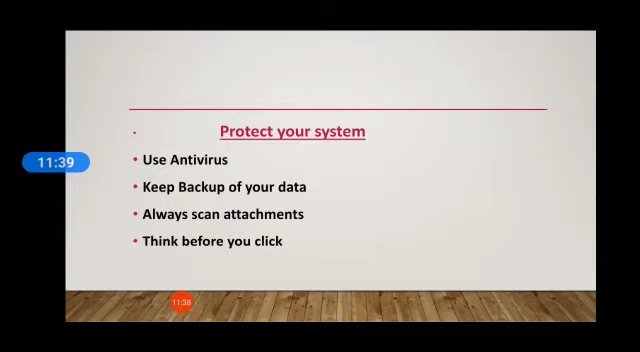 Protect your system
11:39
• Use Antivirus
• Keep Backup of your data
• Always scan attachments
• Think before you click
11:38